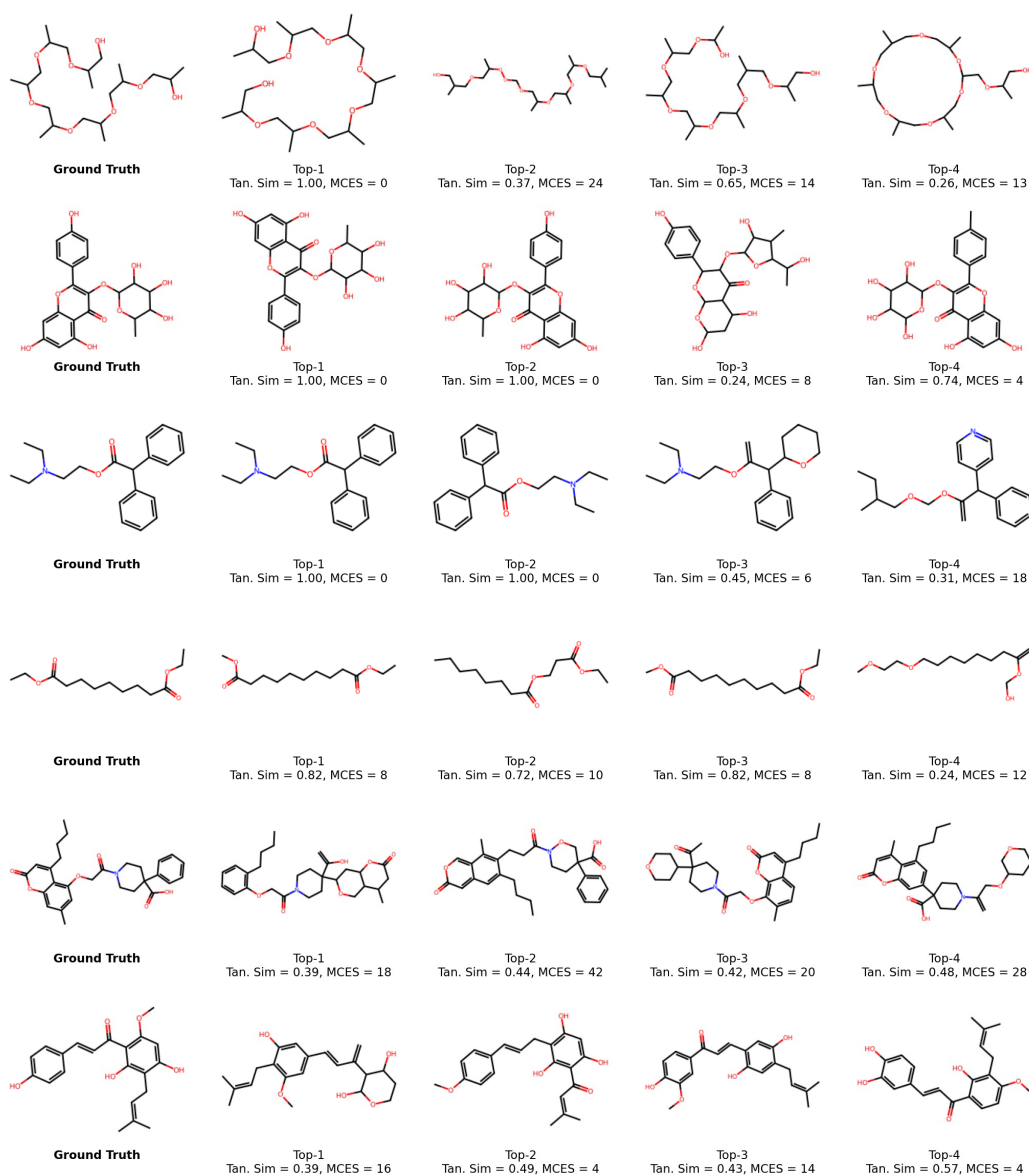 Ground Truth
Top-1
Tan. Sim = 1.00, MCES = 0
Top-2
Tan. Sim = 0.37, MCES = 24
Top-3
Tan. Sim = 0.65, MCES = 14
Top-4
Tan. Sim = 0.26, MCES = 13
Ground Truth
Top-1
Tan. Sim = 1.00, MCES = 0
Top-2
Tan. Sim = 1.00, MCES = 0
Top-3
Tan. Sim = 0.24, MCES = 8
Top-4
Tan. Sim = 0.74, MCES = 4
Ground Truth
Top-1
Tan. Sim = 1.00, MCES = 0
Top-2
Tan. Sim = 1.00, MCES = 0
Top-3
Tan. Sim = 0.45, MCES = 6
Top-4
Tan. Sim = 0.31, MCES = 18
Ground Truth
Top-1
Tan. Sim = 0.82, MCES = 8
Top-2
Tan. Sim = 0.72, MCES = 10
Top-3
Tan. Sim = 0.82, MCES = 8
Top-4
Tan. Sim = 0.24, MCES = 12
Ground Truth
Top-1
Tan. Sim = 0.39, MCES = 18
Top-2
Tan. Sim = 0.44, MCES = 42
Top-3
Tan. Sim = 0.42, MCES = 20
Top-4
Tan. Sim = 0.48, MCES = 28
Ground Truth
Top-1
Tan. Sim = 0.39, MCES = 16
Top-2
Tan. Sim = 0.49, MCES = 4
Top-3
Tan. Sim = 0.43, MCES = 14
Top-4
Tan. Sim = 0.57, MCES =